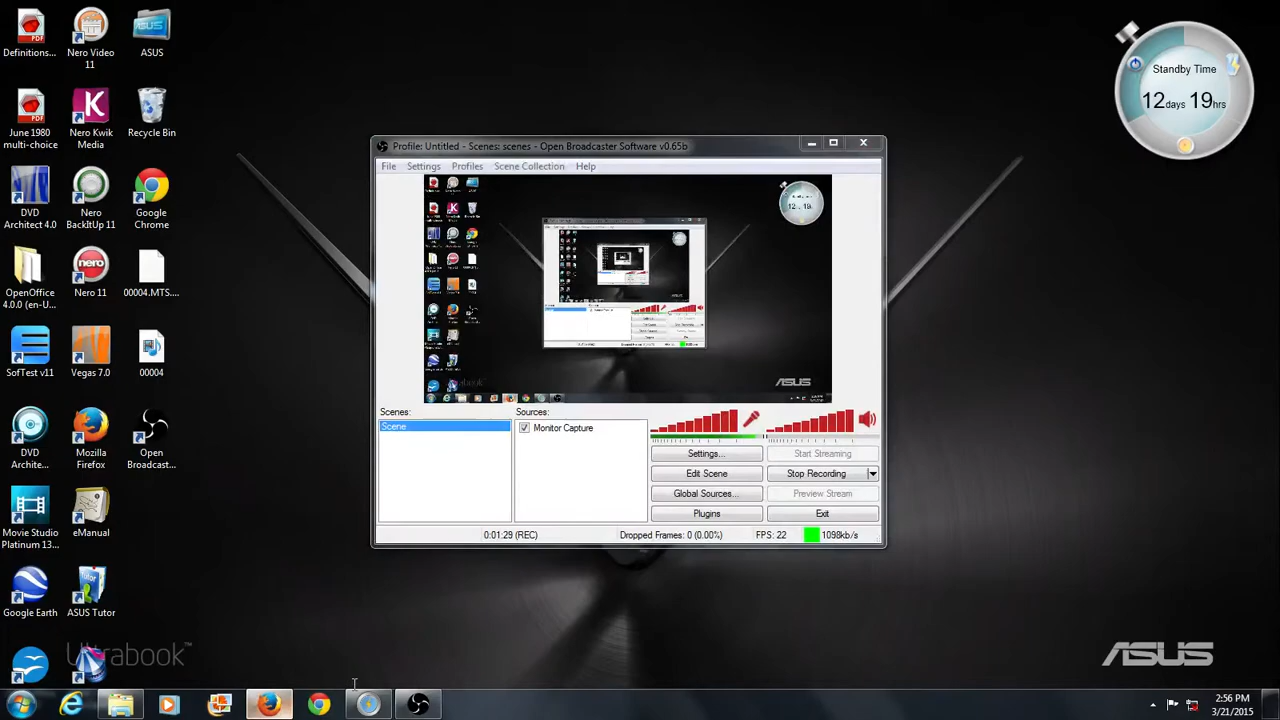 Definitions...
Nero Video
11
ASUS
June 1980
multi-choice
Nero Kwik
Media
Recycle Bin
DVD
Architect 4.0
Nero
BackItUp 11
Google
Chrome
OpenOffice
4.0.0 (en-U...
Nero 11
00004.MTS...
SofTest v11
Vegas 7.0
00004
DVD
Archite...
Mozilla
Firefox
Open
Broadcast...
Movie Studio
Platinum 13...
eManual
Google Earth
ASUS Tutor
Ultrabook™
Standby Time
12days 19hrs
Profile: Untitled - Scenes: scenes - Open Broadcaster Software v0.65b
File Settings Profiles Scene Collection Help
ASUS
Scenes: Sources:
Scene
Monitor Capture
Settings... Start Streaming
Edit Scene Stop Recording
Global Sources... Preview Stream
Plugins Exit
0:01:29 (REC) Dropped Frames: 0 (0.00%) FPS: 22 1098kb/s
ASUS
2:56 PM
3/21/2015